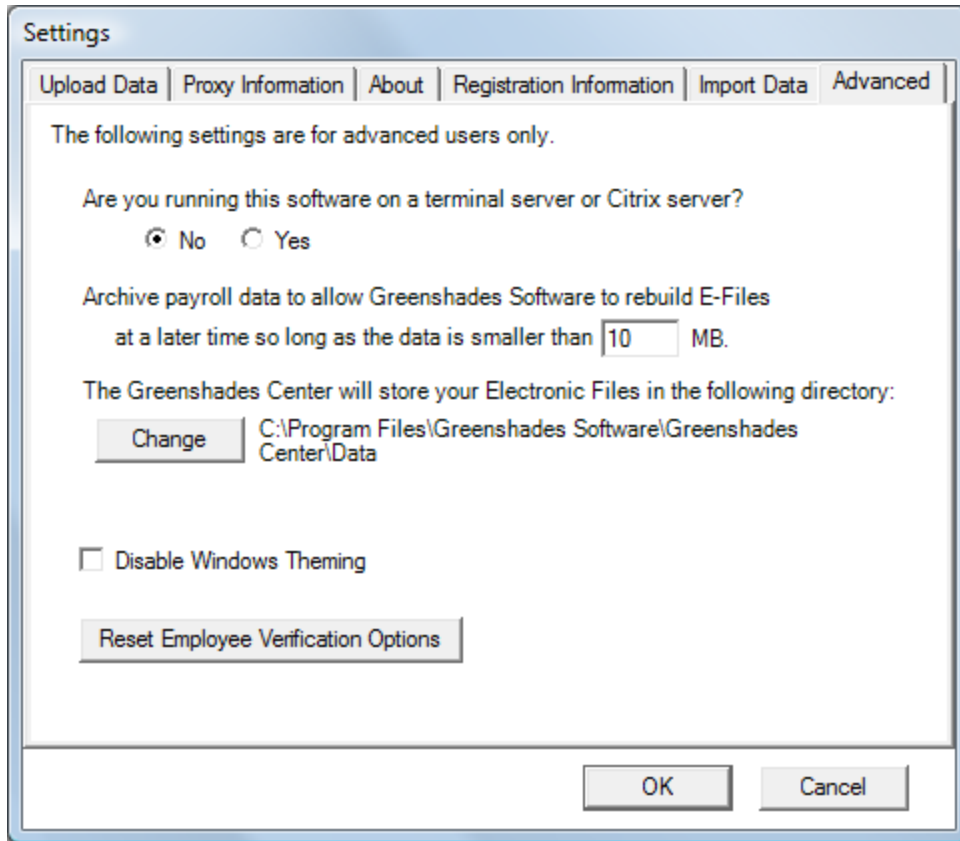 Settings
Upload Data
Proxy Information
About
Registration Information
Import Data
Advanced
The following settings are for advanced users only.
Are you running this software on a terminal server or Citrix server?
No
Yes
Archive payroll data to allow Greenshades Software to rebuild E-Files
at a later time so long as the data is smaller than 10 MB.
The Greenshades Center will store your Electronic Files in the following directory:
Change
C:\Program Files\Greenshades Software\Greenshades
Center\Data
Disable Windows Theming
Reset Employee Verification Options
OK
Cancel